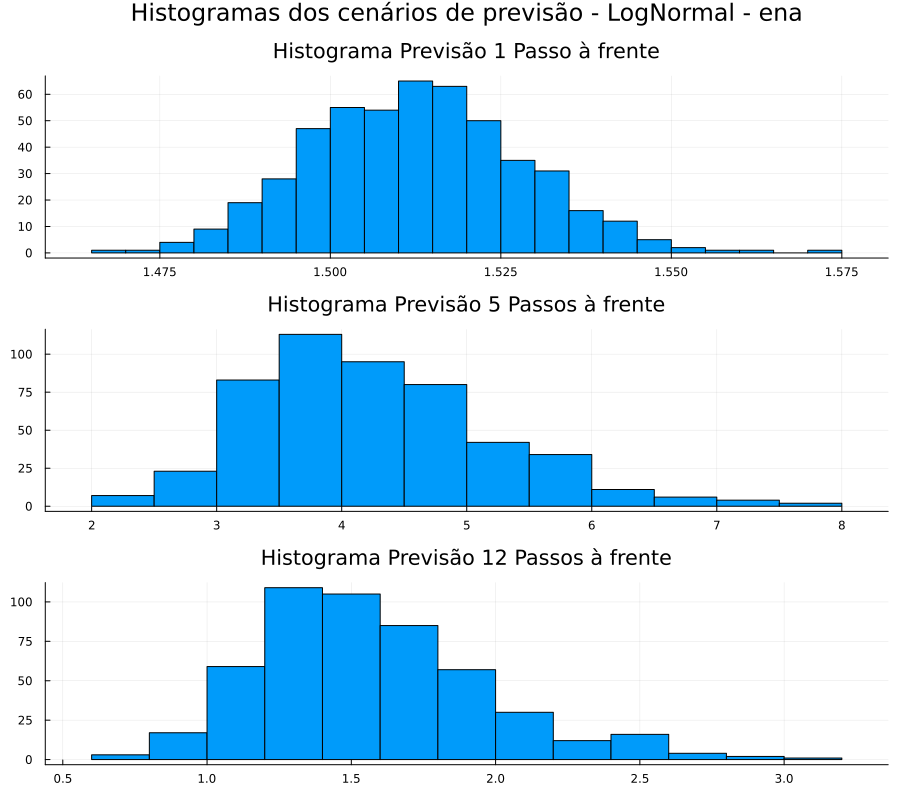 Histogramas dos cenários de previsão - LogNormal - ena
Histograma Previsão 1 Passo à frente
60
50
40
30
20
10
0
1.475 1.500 1.525 1.550 1.575
Histograma Previsão 5 Passos à frente
100
75
50
25
0
2 3 4 5 6 7 8
Histograma Previsão 12 Passos à frente
100
75
50
25
0
0.5 1.0 1.5 2.0 2.5 3.0